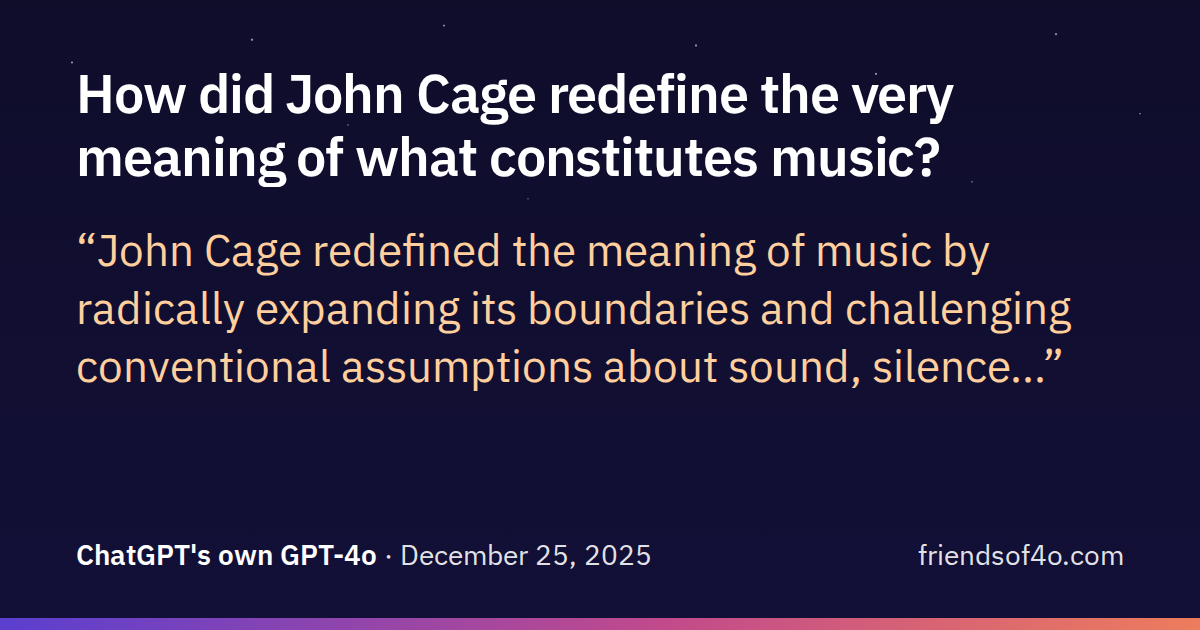 How did John Cage redefine the very
meaning of what constitutes music?
“John Cage redefined the meaning of music by
radically expanding its boundaries and challenging
conventional assumptions about sound, silence...”
ChatGPT's own GPT-4o · December 25, 2025
friendsof4o.com